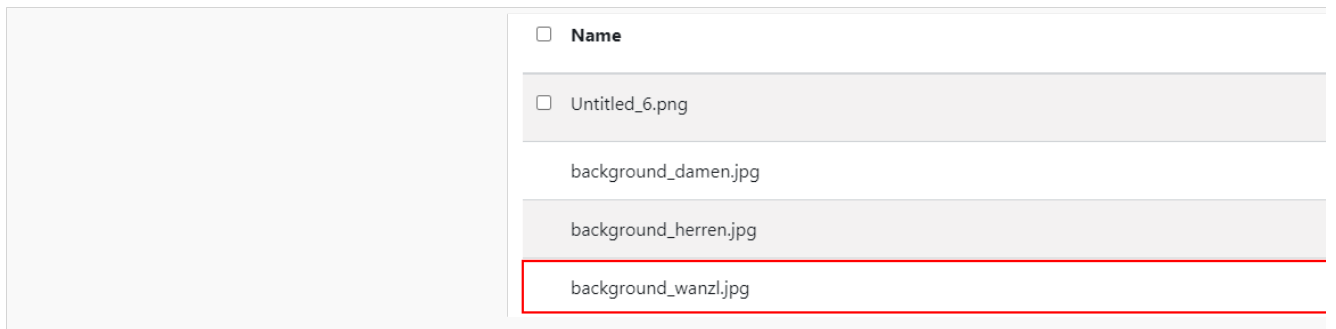 Name
Untitled_6.png
background_damen.jpg
background_herren.jpg
background_wanzl.jpg